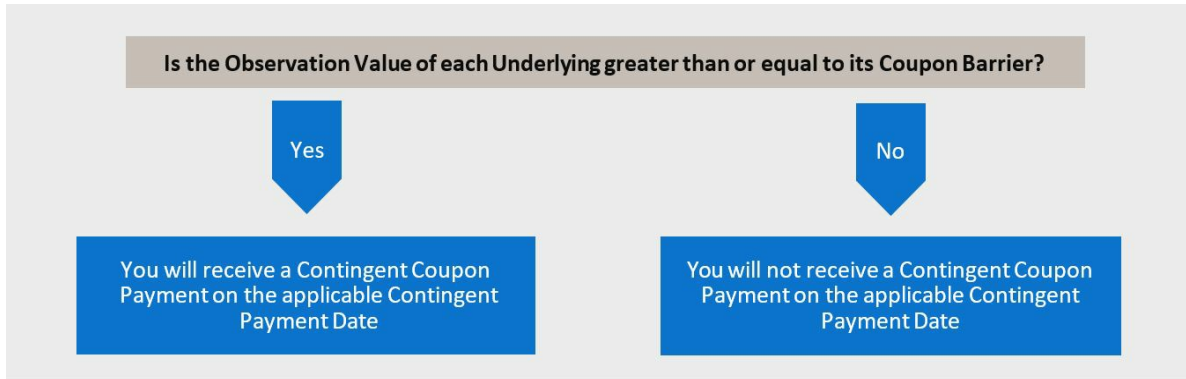 Is the Observation Value of each Underlying greater than or equal to its Coupon Barrier?
Yes
No
You will receive a Contingent Coupon
Payment on the applicable Contingent
Payment Date
You will not receive a Contingent Coupon
Payment on the applicable Contingent
Payment Date